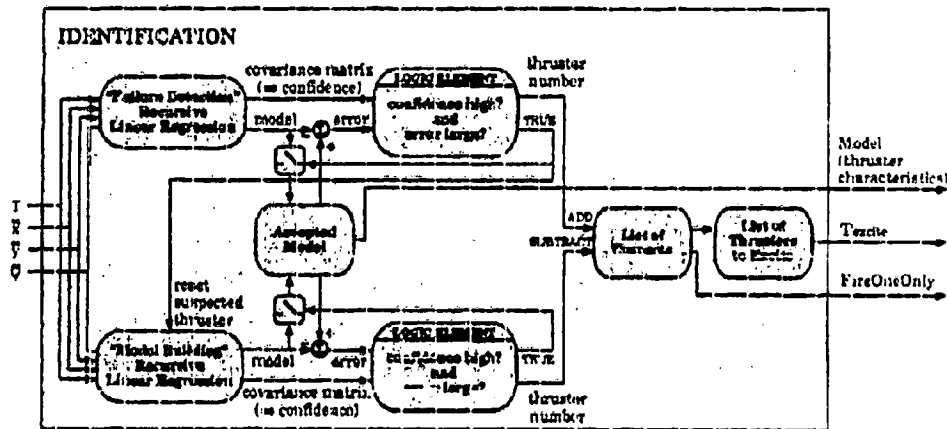 IDENTIFICATION
covariance matrix
(= confidence)
"Failure Detection"
Recursive
Linear Regression
model
error
LOGIC ELEMENT
confidence high?
and
error large?
thruster
number
TRUE
Model
(thruster
characteristics)
T
Accepted
Model
ADD
SUBTRACT
List of
List of
Thrusters
to Excite
Texcite
FireOneOnly
reset
suspected
thruster
"Model Building"
Recursive
Linear Regression
model
error
LOGIC ELEMENT
confidence high?
and
large?
TRUE
thruster
number
covariance matrix
(= confidence)